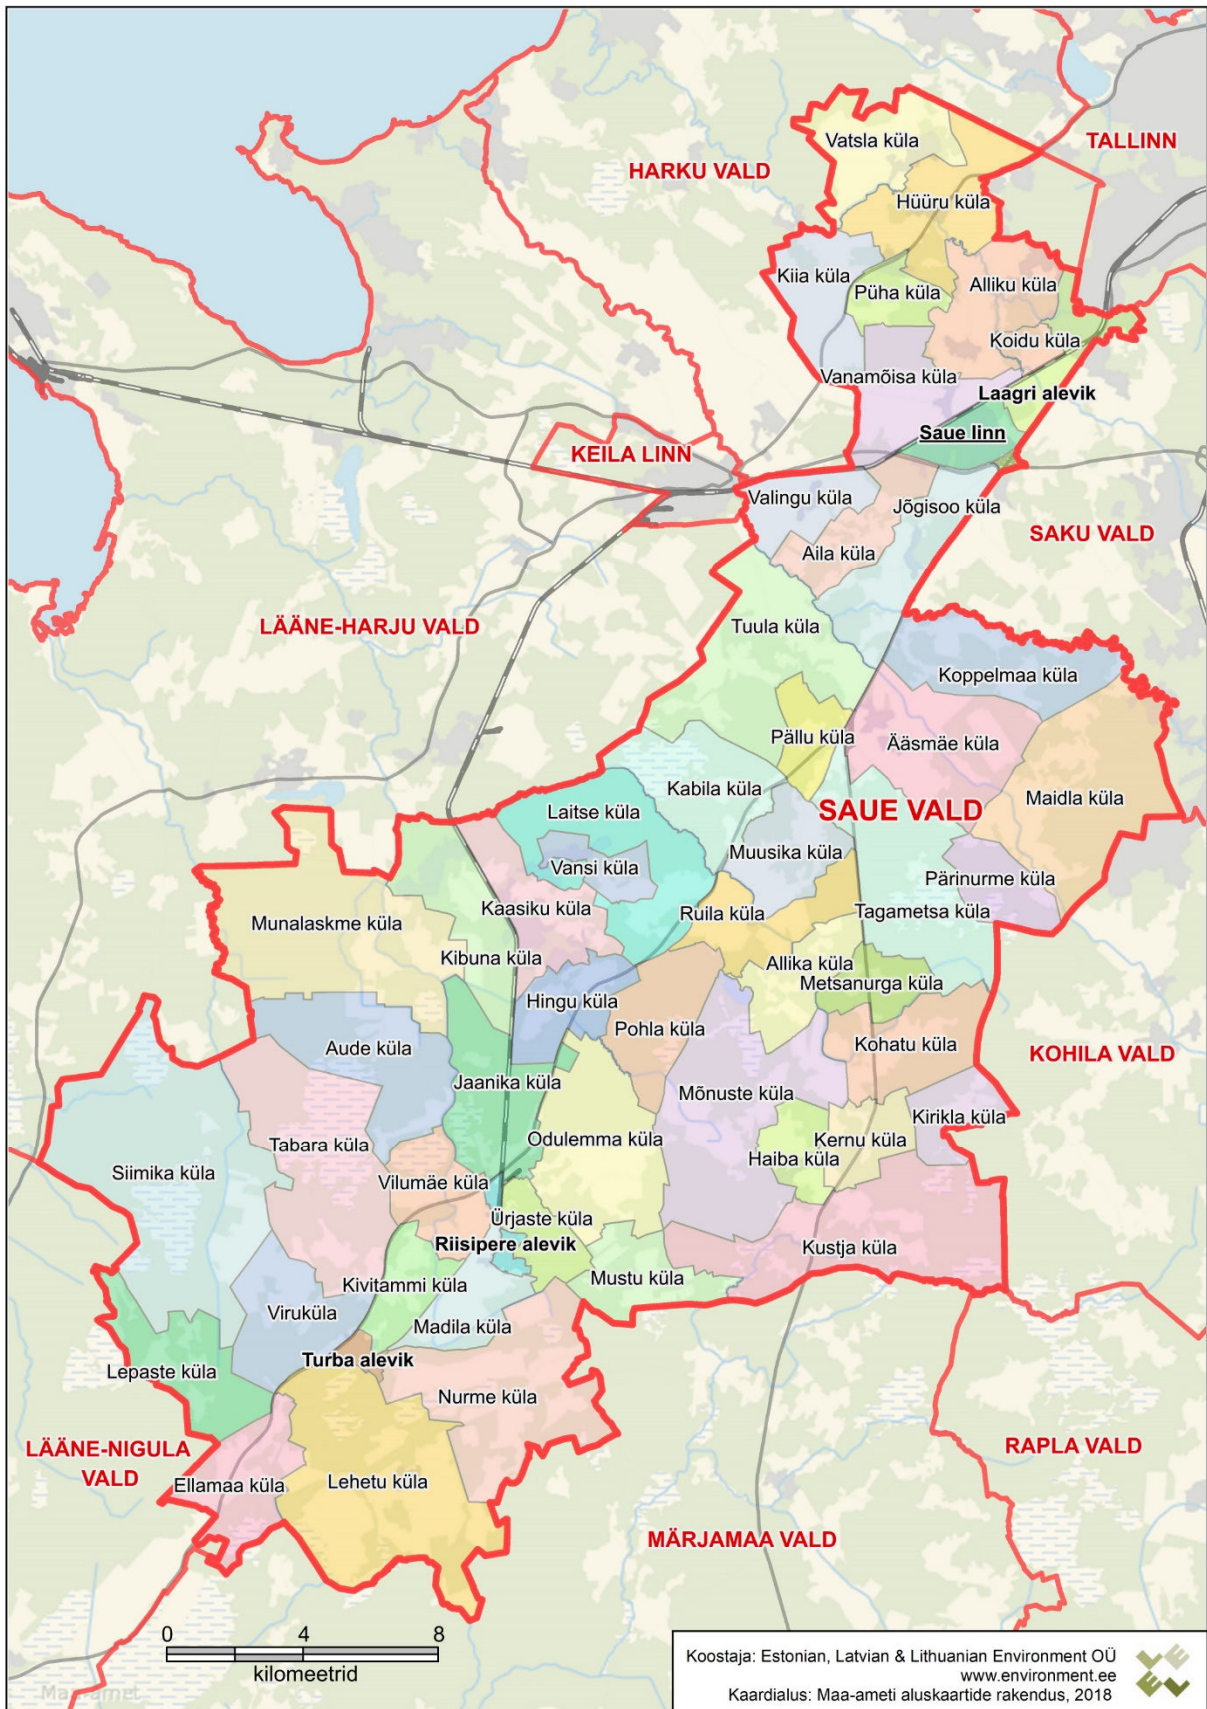 Vatsla küla
TALLINN
HARKU VALD
Hüüru küla
Kiia küla
Püha küla
Alliku küla
Koidu küla
Vanamõisa küla
Laagri alevik
Saue linn
KEILA LINN
Valingu küla
Jõgisoo küla
SAKU VALD
Aila küla
LÄÄNE-HARJU VALD
Tuula küla
Koppelmaa küla
Pällu küla
Ääsmäe küla
Kabila küla
Maidla küla
Laitse küla
SAUE VALD
Muusika küla
Vansi küla
Pärinurme küla
Kaasiku küla
Ruila küla
Tagametsa küla
Munalaskme küla
Kibuna küla
Allika küla
Metsanurga küla
Hingu küla
Pohla küla
Aude küla
Kohatu küla
KOHILA VALD
Jaanika küla
Mõnuste küla
Kirikla küla
Odulemma küla
Kernu küla
Tabara küla
Haiba küla
Siimika küla
Vilumäe küla
Ürjaste küla
Riisipere alevik
Kustja küla
Kivitammi küla
Mustu küla
Viruküla
Madila küla
Turba alevik
Lepaste küla
Nurme küla
LÄÄNE-NIGULA
VALD
RAPLA VALD
Ellamaa küla
Lehetu küla
MÄRJAMAA VALD
0 4 8
kilomeetrid
Maa-amet
Koostaja: Estonian, Latvian & Lithuanian Environment OÜ
www.environment.ee
Kaardialus: Maa-ameti aluskaartide rakendus, 2018